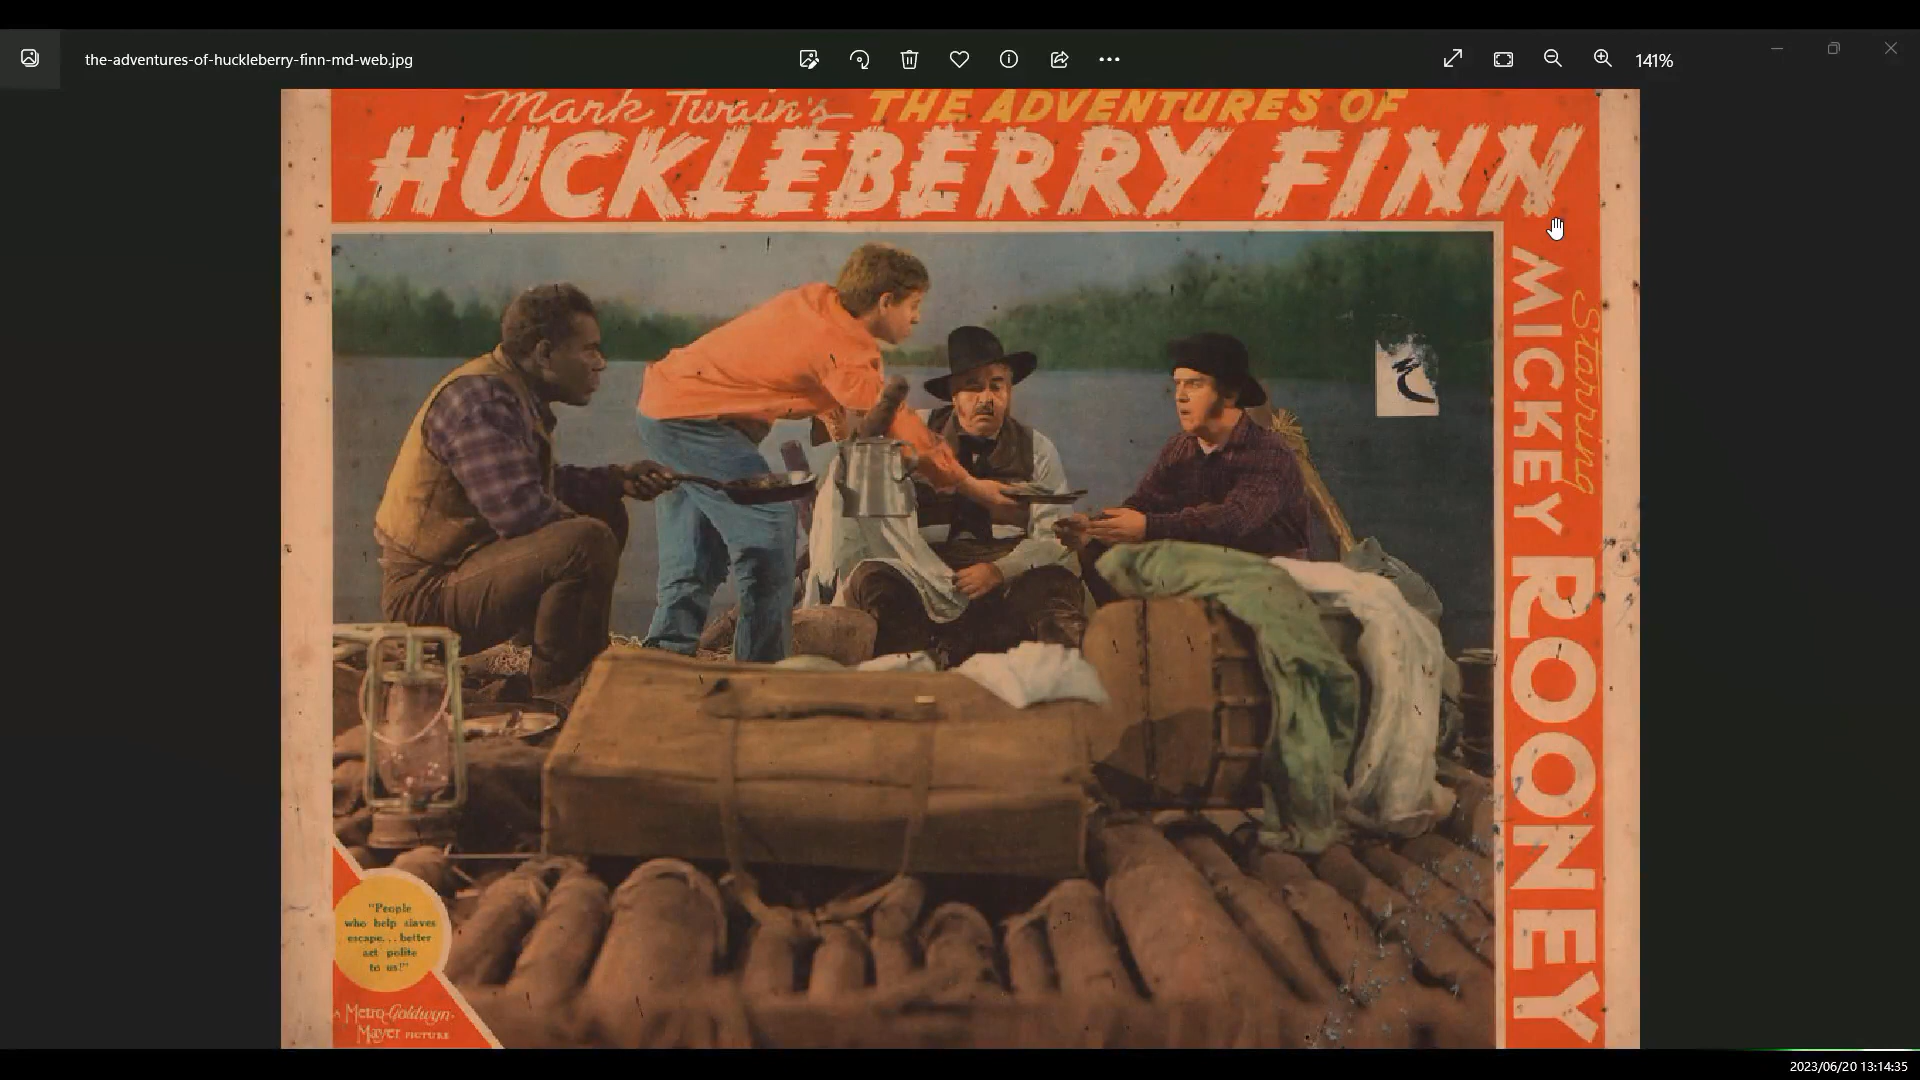 the-adventures-of-huckleberry-finn-md-web.jpg
141%
Mark Twain's THE ADVENTURES OF
HUCKLEBERRY FINN
Starring
MICKEY ROONEY
"People
who help slaves
escape...better
act polite
to us!"
A Metro-Goldwyn-
Mayer PICTURE
2023/06/20 13:14:35